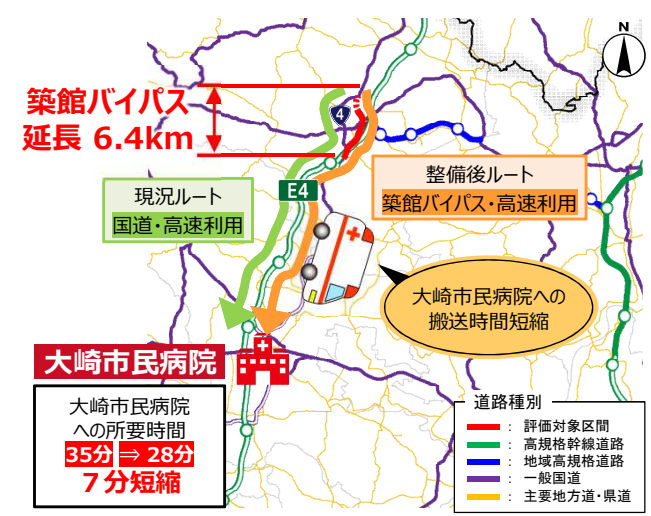 N
築館バイパス
延長 6.4km
4
E4
現況ルート
国道・高速利用
整備後ルート
築館バイパス・高速利用
大崎市民病院への
搬送時間短縮
大崎市民病院
大崎市民病院
への所要時間
35分 ⇒ 28分
７分短縮
道路種別
： 評価対象区間
： 高規格幹線道路
： 地域高規格道路
： 一般国道
： 主要地方道・県道